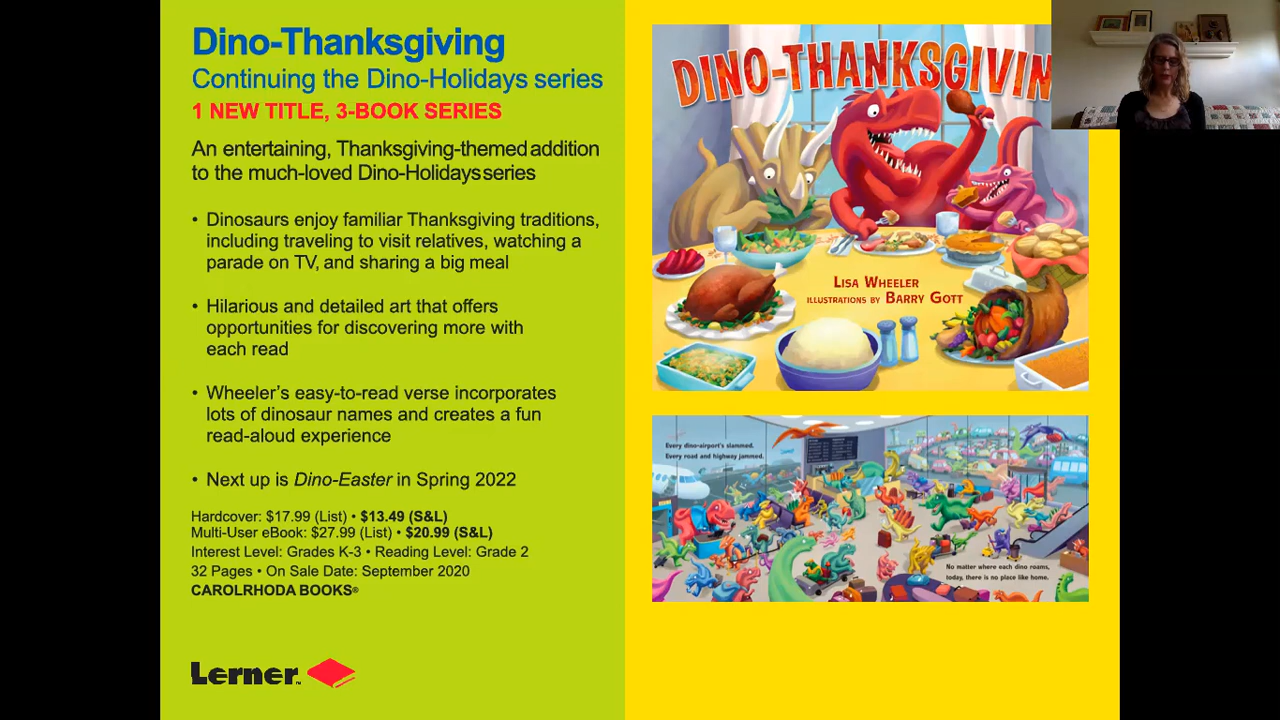 Dino-Thanksgiving
Continuing the Dino-Holidays series
1 NEW TITLE, 3-BOOK SERIES
An entertaining, Thanksgiving-themed addition
to the much-loved Dino-Holidays series
• Dinosaurs enjoy familiar Thanksgiving traditions,
including traveling to visit relatives, watching a
parade on TV, and sharing a big meal
• Hilarious and detailed art that offers
opportunities for discovering more with
each read
• Wheeler's easy-to-read verse incorporates
lots of dinosaur names and creates a fun
read-aloud experience
• Next up is Dino-Easter in Spring 2022
Hardcover: $17.99 (List) • $13.49 (S&L)
Multi-User eBook: $27.99 (List) • $20.99 (S&L)
Interest Level: Grades K-3 • Reading Level: Grade 2
32 Pages • On Sale Date: September 2020
CAROLRHODA BOOKS®
Lerner™
DINO-THANKSGIVIN
LISA WHEELER
ILLUSTRATIONS BY BARRY GOTT
Every dino-airport's slammed.
Every road and highway jammed.
No matter where each dino roams,
today, there is no place like home.